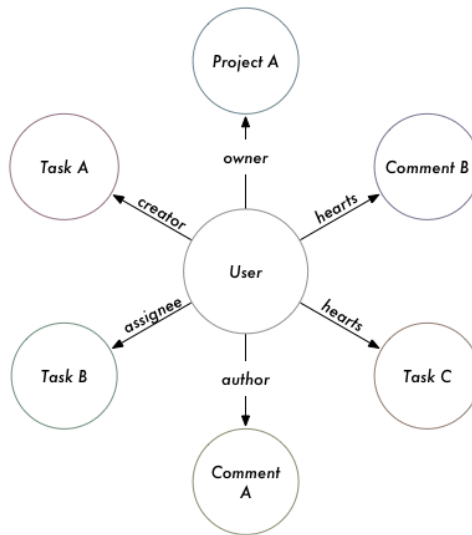 Project A
owner
Task A
Comment B
creator
hearts
User
assignee
hearts
Task B
author
Task C
Comment
A